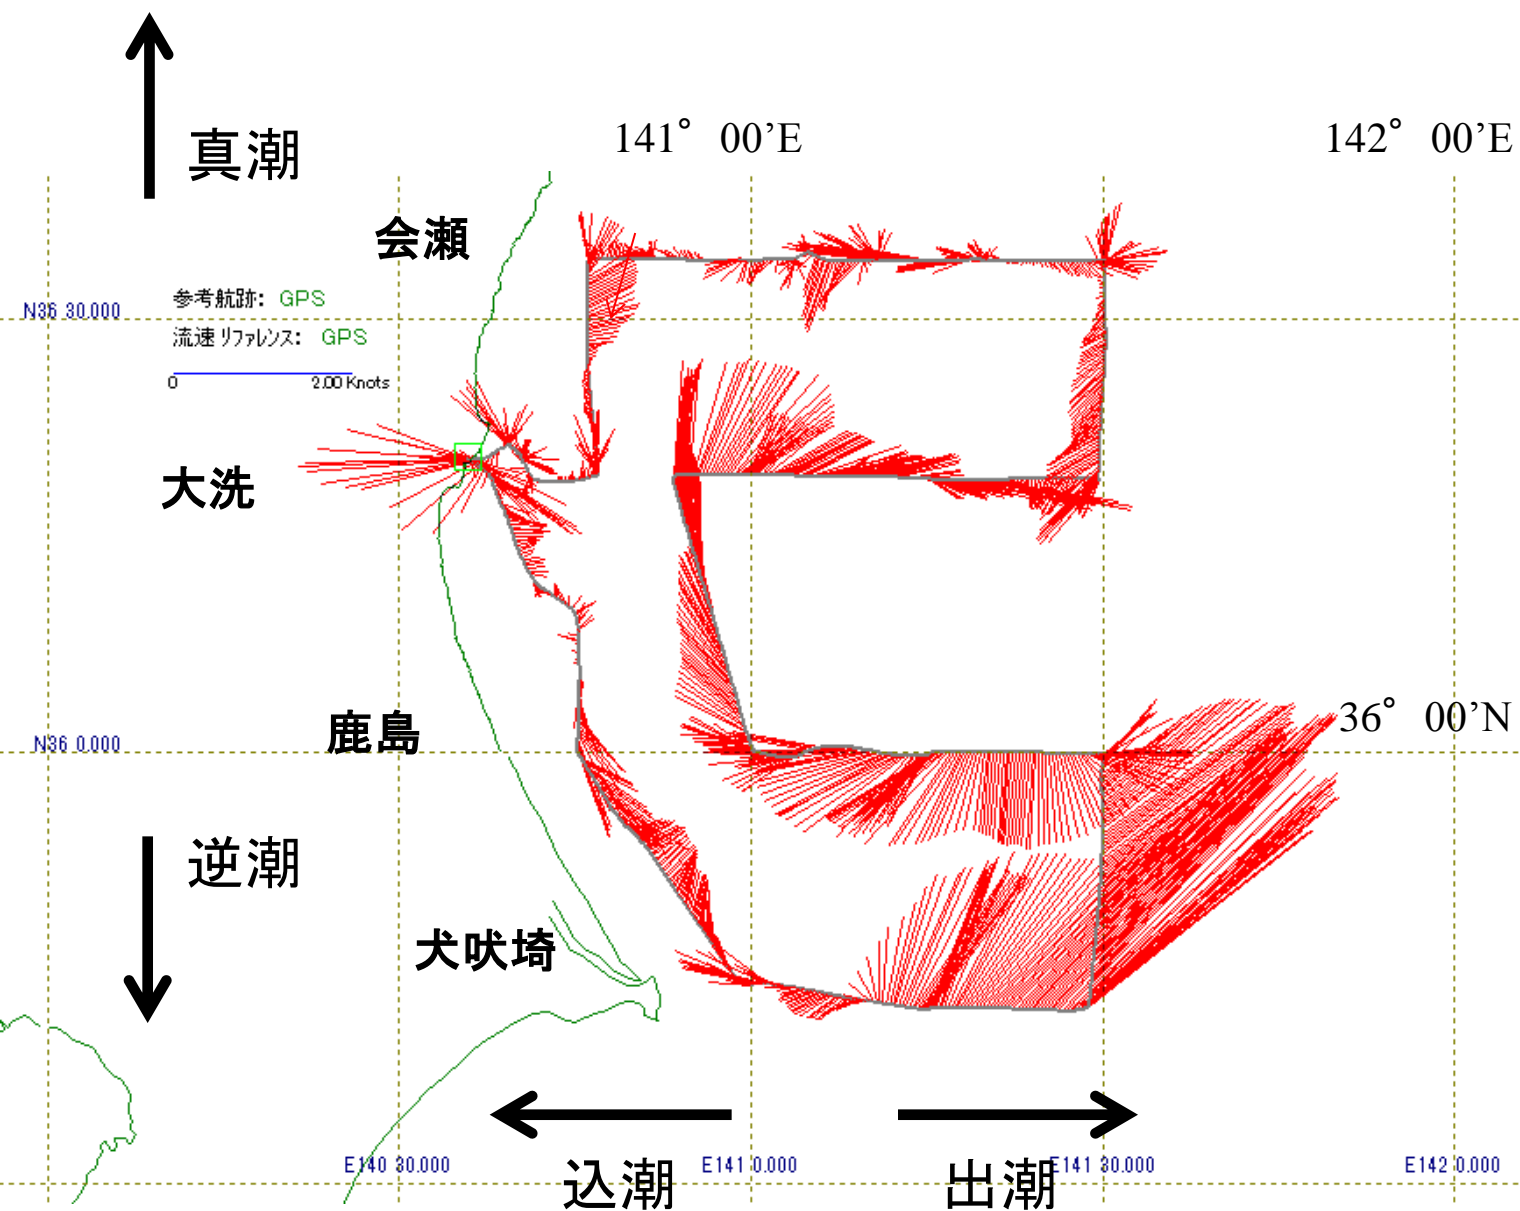 真潮
141° 00’E
142° 00’E
会瀬
参考航跡: GPS
N36 30.000
流速リファレンス: GPS
0 2.00 Knots
大洗
鹿島
36° 00’N
N36 0.000
逆潮
犬吠埼
E140 30.000
E141 0.000
E141 30.000
E142 0.000
込潮
出潮